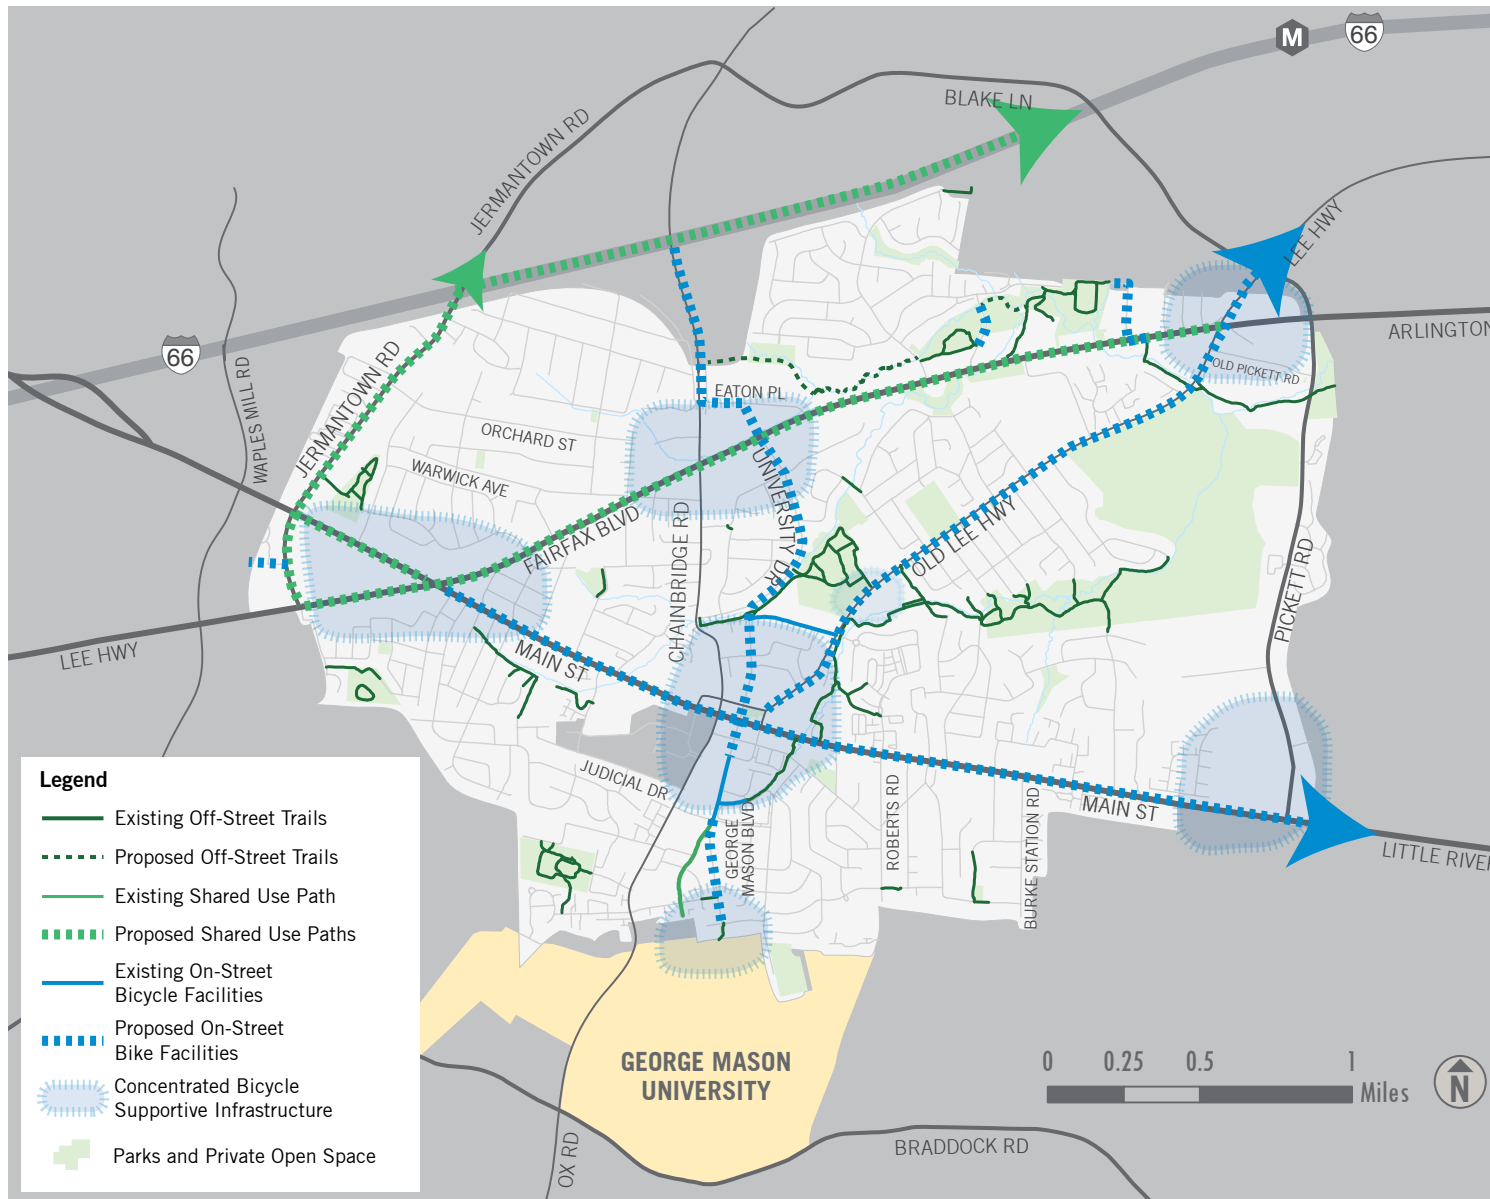 M
66
BLAKE LN
JERMANTOWN RD
LEE HWY
ARLINGTON
66
WAPLES MILL RD
JERMANTOWN RD
OLD PICKETT RD
EATON PL
ORCHARD ST
WARWICK AVE
UNIVERSITY DR
FAIRFAX BLVD
CHAINBRIDGE RD
OLD LEE HWY
PICKETT RD
LEE HWY
MAIN ST
JUDICIAL DR
GEORGE
MASON BLVD
ROBERTS RD
BURKE STATION RD
MAIN ST
LITTLE RIVER
Legend
Existing Off-Street Trails
Proposed Off-Street Trails
Existing Shared Use Path
Proposed Shared Use Paths
Existing On-Street
Bicycle Facilities
Proposed On-Street
Bike Facilities
Concentrated Bicycle
Supportive Infrastructure
Parks and Private Open Space
GEORGE MASON
UNIVERSITY
OX RD
BRADDOCK RD
0 0.25 0.5 1
Miles
N